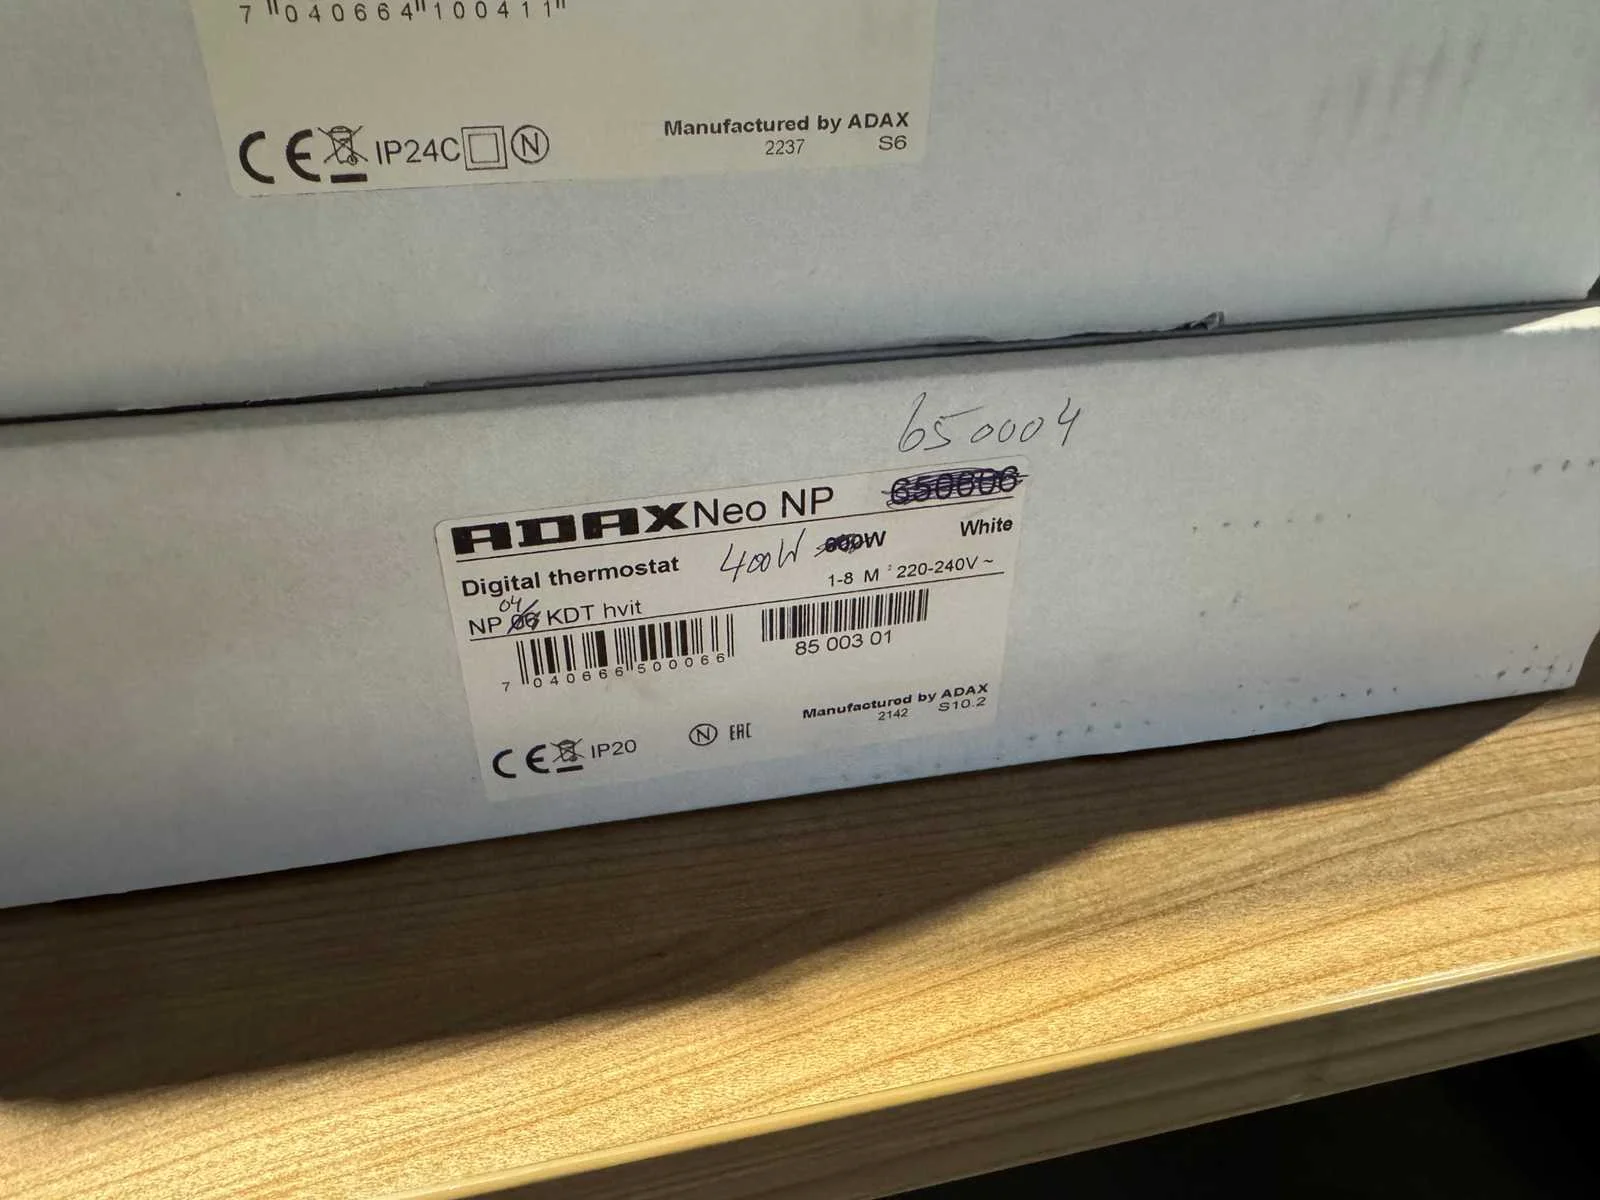 7 040664 100411
CE IP24C N
Manufactured by ADAX
2237 S6
650004
ADAX Neo NP 650606
Digital thermostat 400W 600W White
1-8 M 220-240V ~
04
NP 06 KDT hvit
7 040666 500066
85 003 01
Manufactured by ADAX
2142 S10.2
CE IP20 N EAC